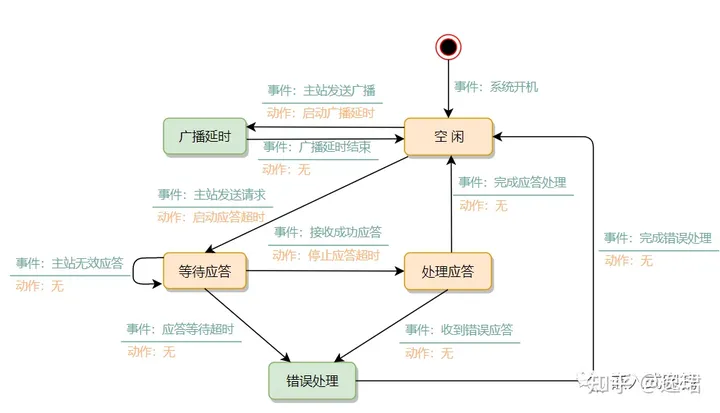 事件：系统开机
事件：主站发送广播
动作：启动广播延时
广播延时
空 闲
事件：广播延时结束
动作：无
事件：主站发送请求
动作：启动应答超时
事件：完成应答处理
动作：无
事件：接收成功应答
动作：停止应答超时
事件：完成错误处理
动作：无
事件：主站无效应答
动作：无
等待应答
处理应答
事件：应答等待超时
动作：无
事件：收到错误应答
动作：无
错误处理
知乎